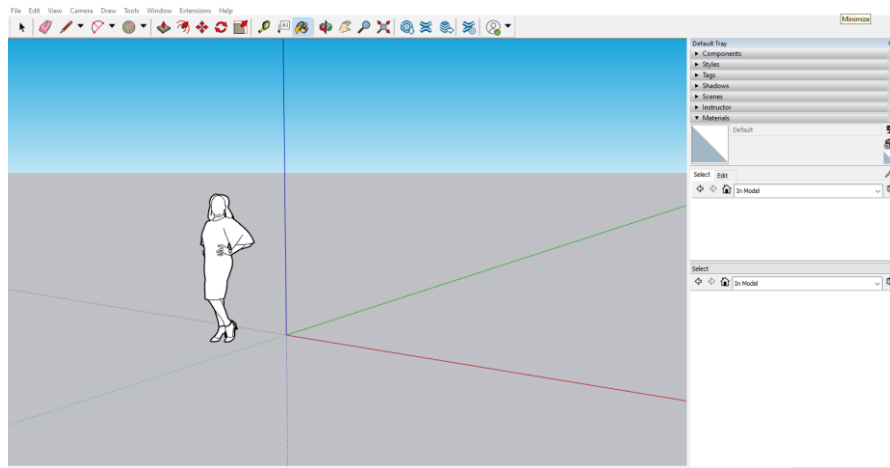 File Edit View Camera Draw Tools Window Extensions Help
Minimize
A1
Default Tray
Components
Styles
Tags
Shadows
Scenes
Instructor
Materials
Default
Select Edit
In Model
Select
In Model